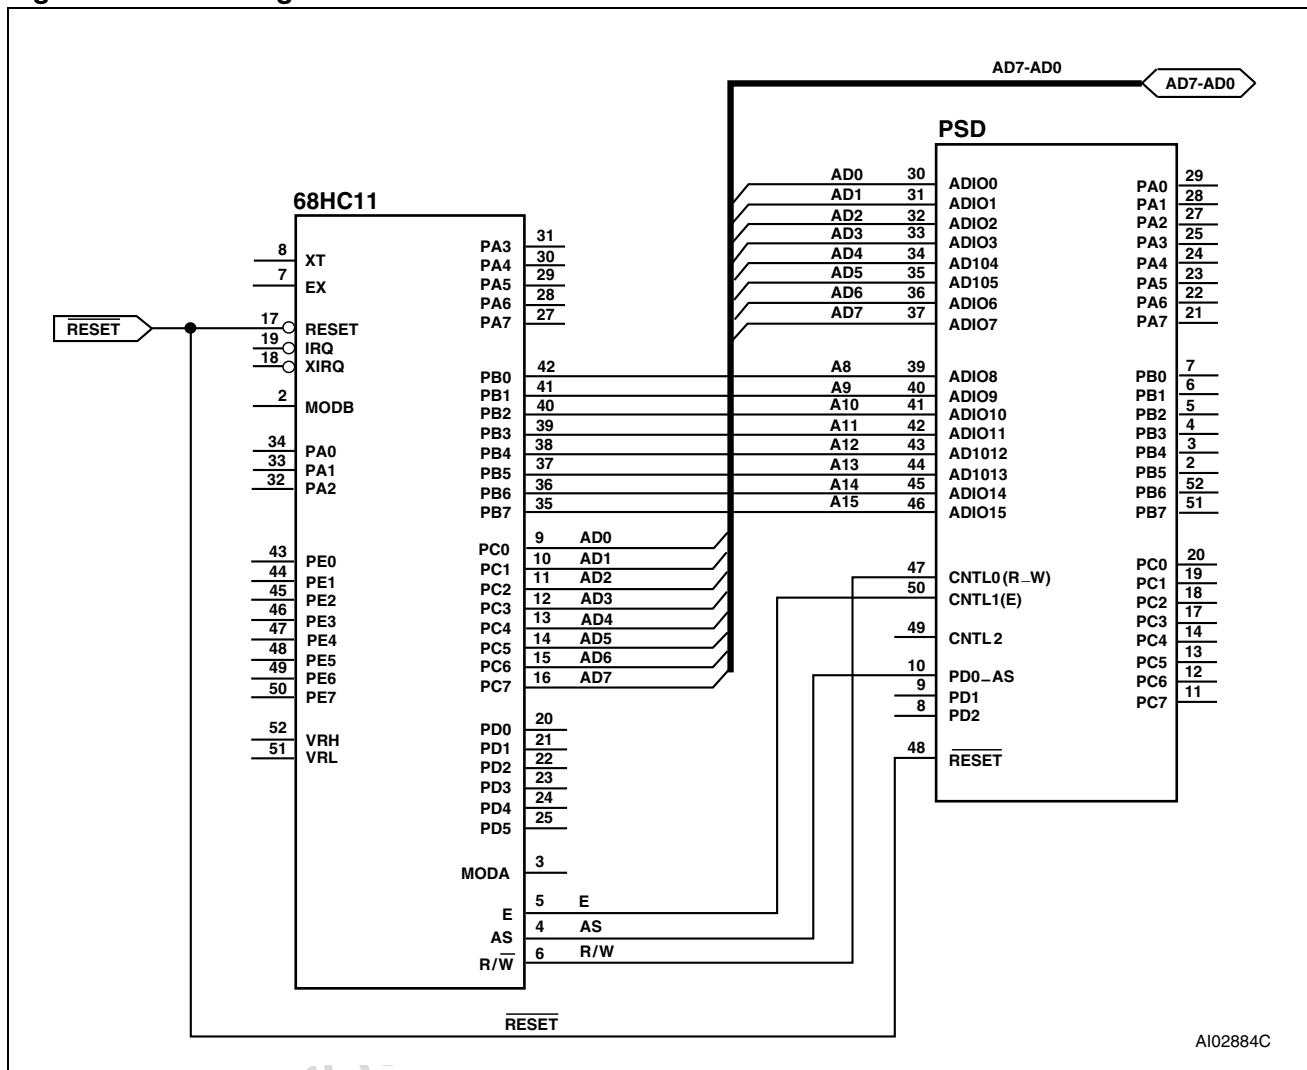 AD7-AD0
AD7-AD0
PSD
68HC11
RESET
8 XT
7 EX
17 RESET
19 IRQ
18 XIRQ
2 MODB
34 PA0
33 PA1
32 PA2
43 PE0
44 PE1
45 PE2
46 PE3
47 PE4
48 PE5
49 PE6
50 PE7
52 VRH
51 VRL
PA3 31
PA4 30
PA5 29
PA6 28
PA7 27
PB0 42
PB1 41
PB2 40
PB3 39
PB4 38
PB5 37
PB6 36
PB7 35
PC0 9 AD0
PC1 10 AD1
PC2 11 AD2
PC3 12 AD3
PC4 13 AD4
PC5 14 AD5
PC6 15 AD6
PC7 16 AD7
PD0 20
PD1 21
PD2 22
PD3 23
PD4 24
PD5 25
MODA 3
E 5 E
AS 4 AS
R/W 6 R/W
RESET
AD0 30 ADIO0
AD1 31 ADIO1
AD2 32 ADIO2
AD3 33 ADIO3
AD4 34 AD104
AD5 35 AD105
AD6 36 ADIO6
AD7 37 ADIO7
A8 39 ADIO8
A9 40 ADIO9
A10 41 ADIO10
A11 42 ADIO11
A12 43 AD1012
A13 44 AD1013
A14 45 ADIO14
A15 46 ADIO15
47 CNTL0(R_W)
50 CNTL1(E)
49 CNTL2
10 PD0_AS
9 PD1
8 PD2
48 RESET
PA0 29
PA1 28
PA2 27
PA3 25
PA4 24
PA5 23
PA6 22
PA7 21
PB0 7
PB1 6
PB2 5
PB3 4
PB4 3
PB5 2
PB6 52
PB7 51
PC0 20
PC1 19
PC2 18
PC3 17
PC4 14
PC5 13
PC6 12
PC7 11
AI02884C